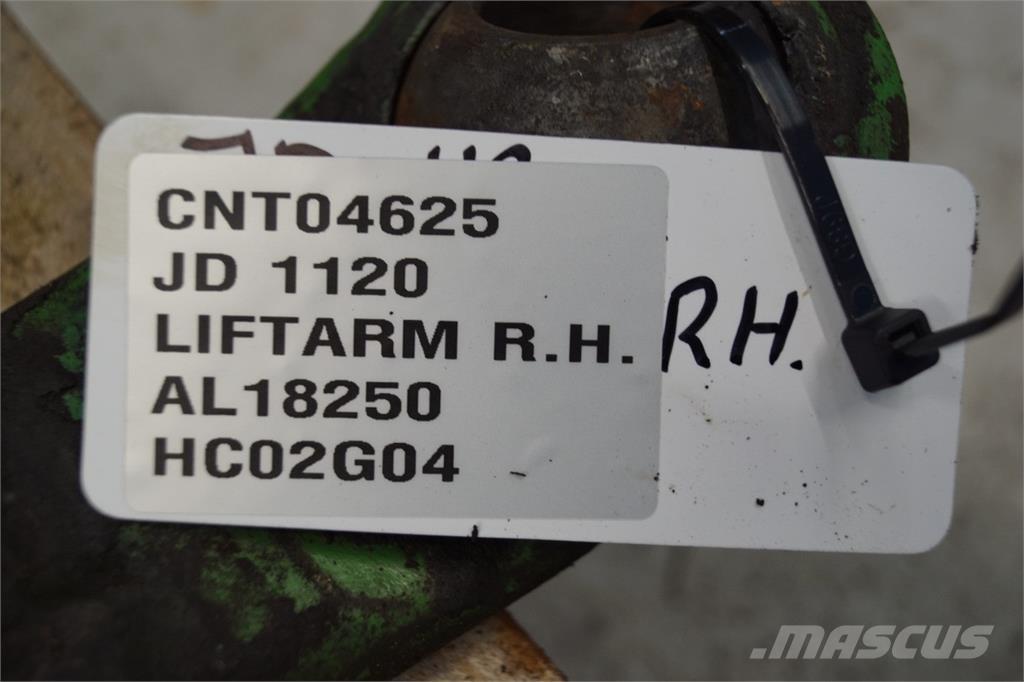 CNT04625
JD 1120
LIFTARM R.H.
AL18250
HC02G04
RH.
MASCUS